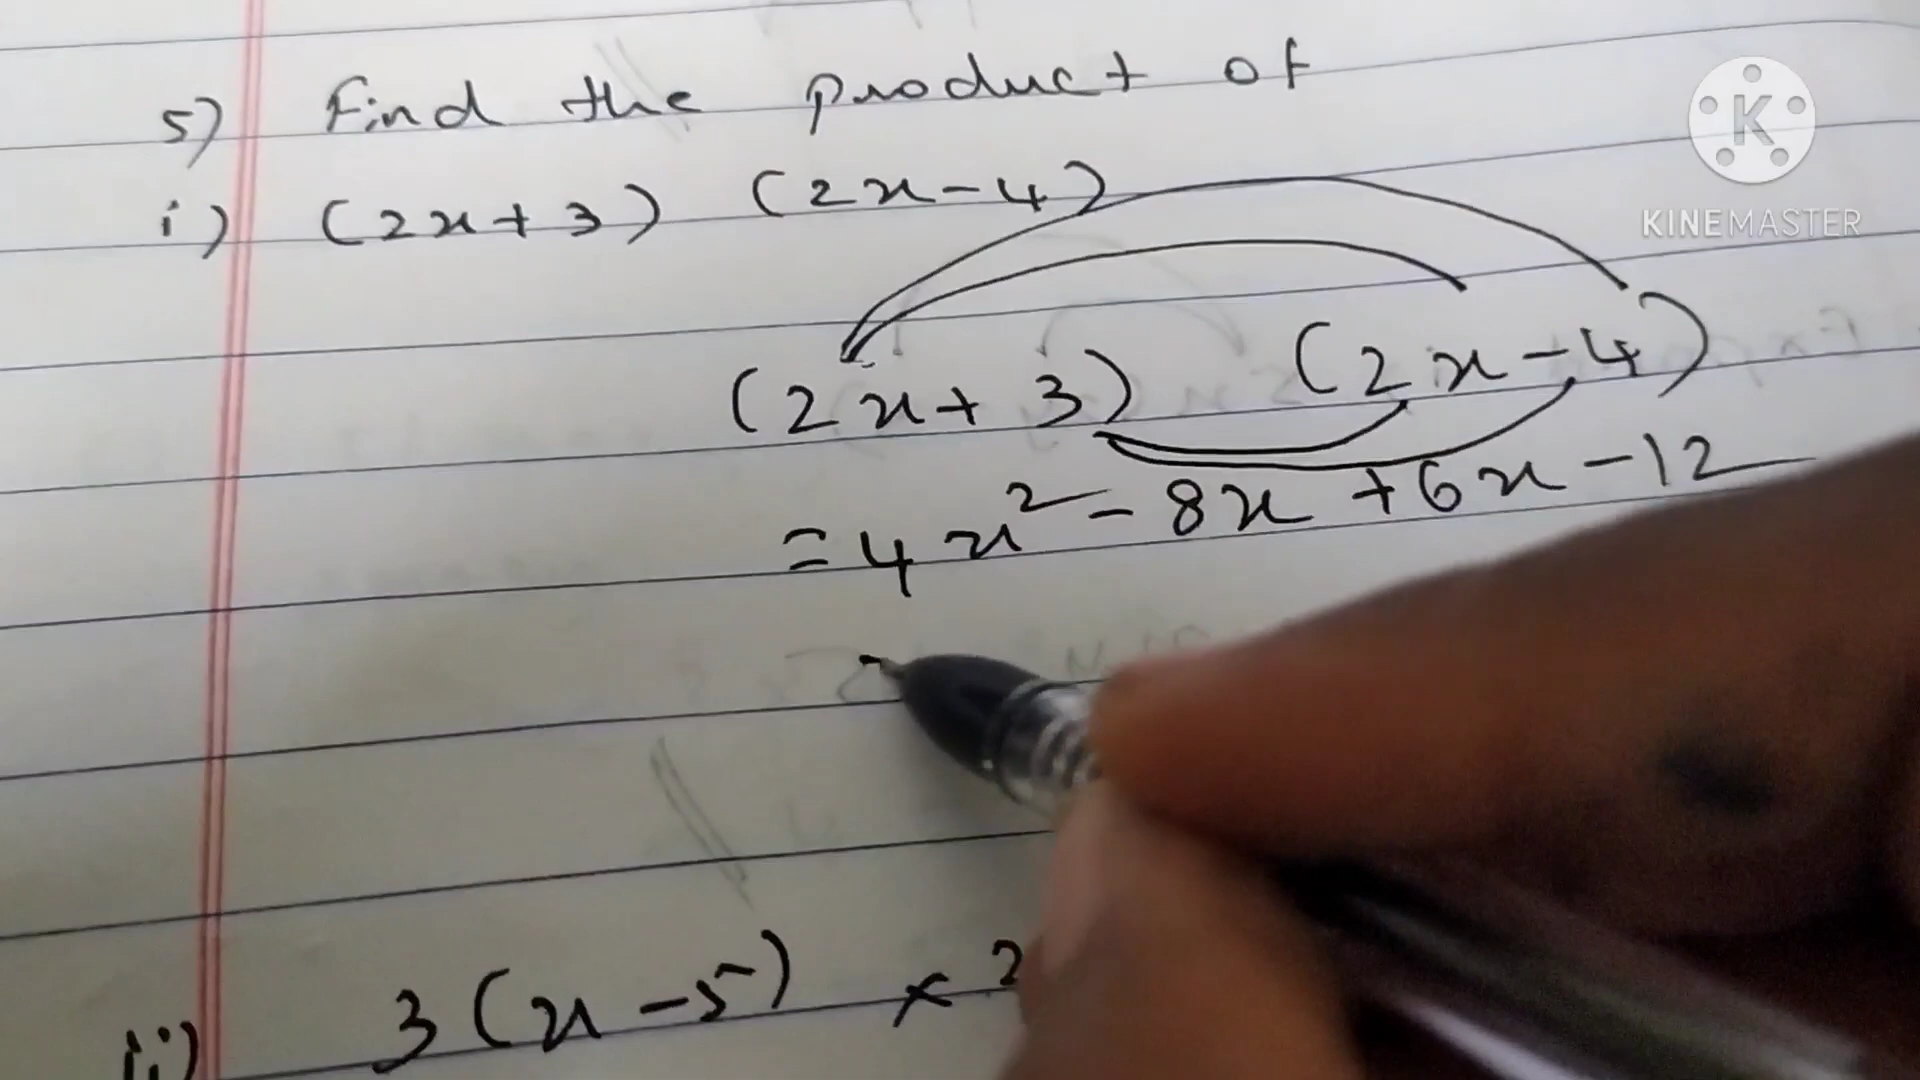 5) Find the product of
i) (2x+3) (2x-4)
K
KINEMASTER
(2x+3) (2x-4)
=4x²-8x+6x-12
ii) 3(x-5) × 2